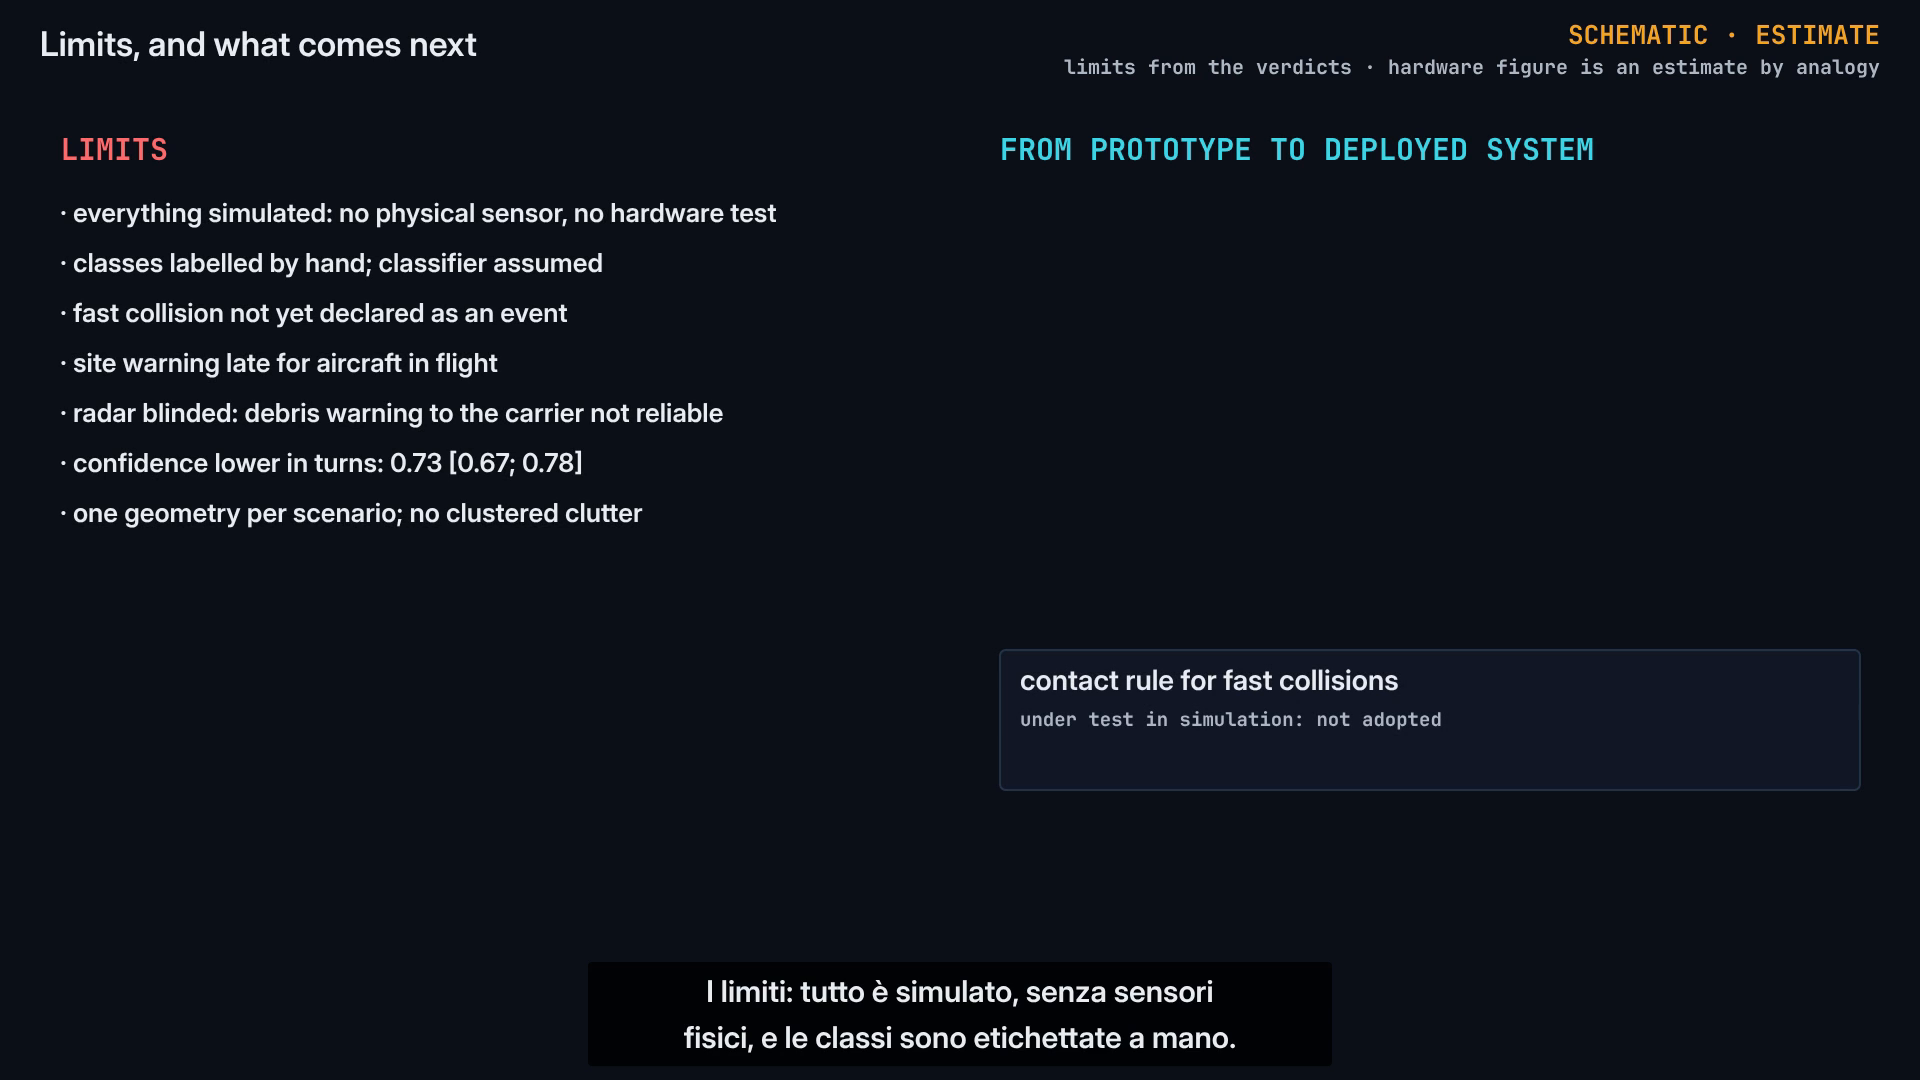 Limits, and what comes next
SCHEMATIC · ESTIMATE
limits from the verdicts · hardware figure is an estimate by analogy
LIMITS
· everything simulated: no physical sensor, no hardware test
· classes labelled by hand; classifier assumed
· fast collision not yet declared as an event
· site warning late for aircraft in flight
· radar blinded: debris warning to the carrier not reliable
· confidence lower in turns: 0.73 [0.67; 0.78]
· one geometry per scenario; no clustered clutter
FROM PROTOTYPE TO DEPLOYED SYSTEM
contact rule for fast collisions
under test in simulation: not adopted
I limiti: tutto è simulato, senza sensori
fisici, e le classi sono etichettate a mano.